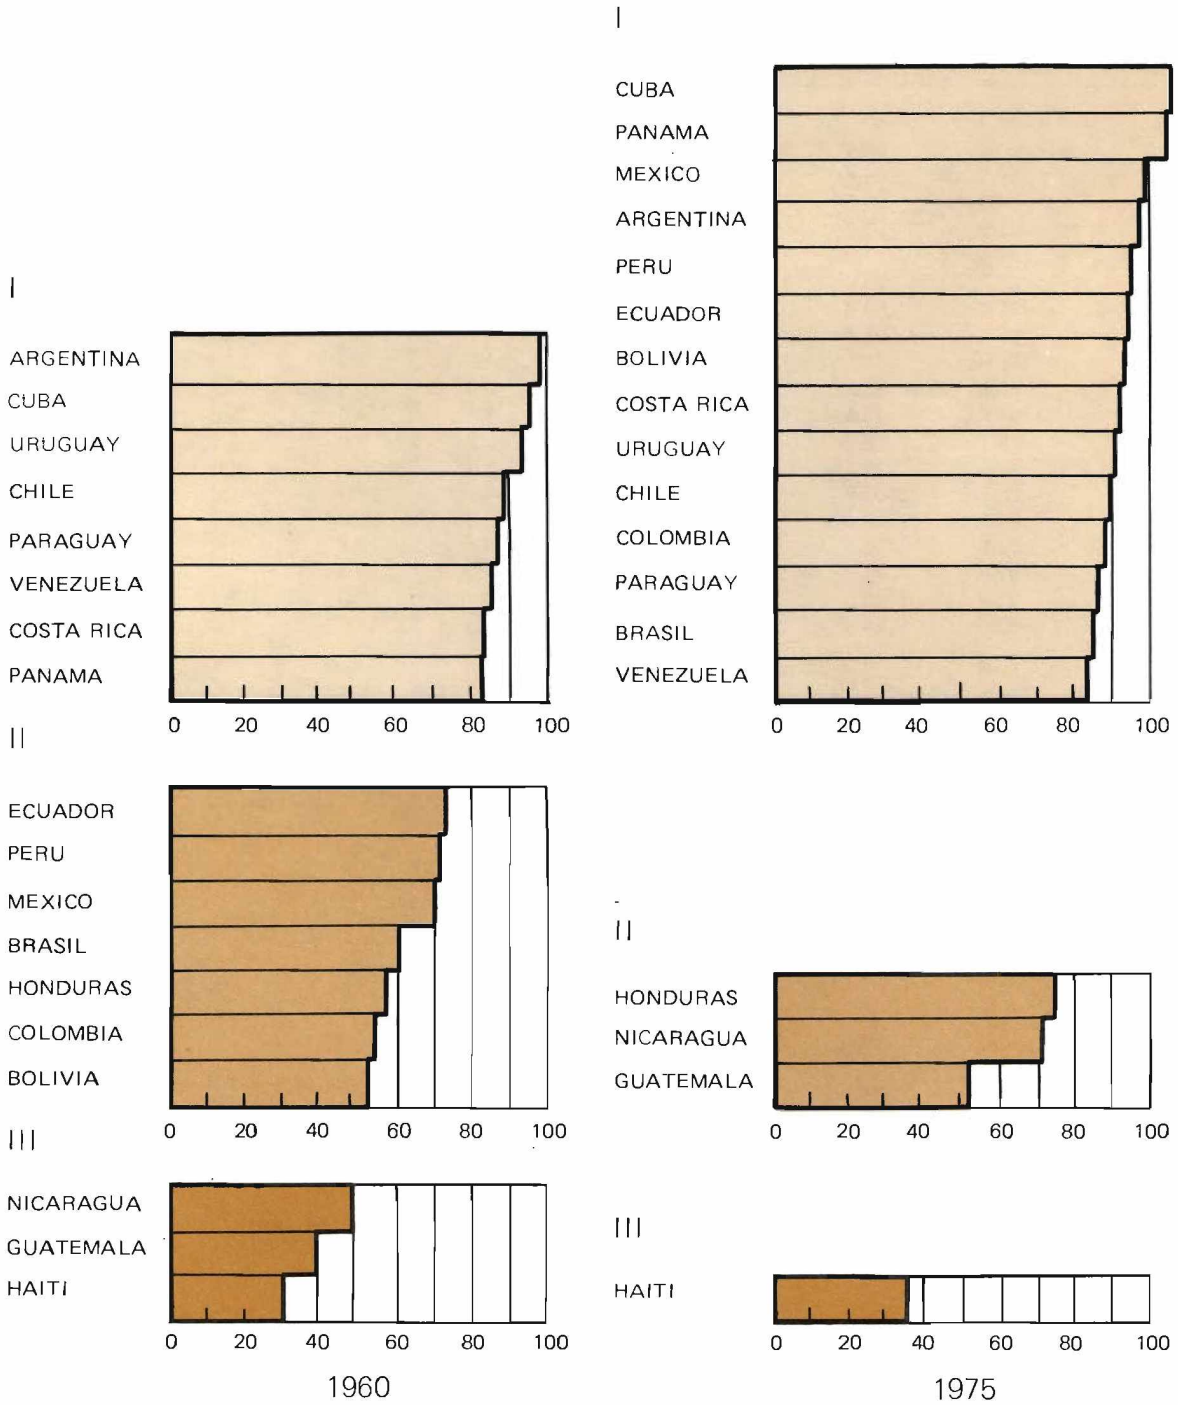 I
ARGENTINA
CUBA
URUGUAY
CHILE
PARAGUAY
VENEZUELA
COSTA RICA
PANAMA
0 20 40 60 80 100
II
ECUADOR
PERU
MEXICO
BRASIL
HONDURAS
COLOMBIA
BOLIVIA
0 20 40 60 80 100
III
NICARAGUA
GUATEMALA
HAITI
0 20 40 60 80 100
1960
I
CUBA
PANAMA
MEXICO
ARGENTINA
PERU
ECUADOR
BOLIVIA
COSTA RICA
URUGUAY
CHILE
COLOMBIA
PARAGUAY
BRASIL
VENEZUELA
0 20 40 60 80 100
II
HONDURAS
NICARAGUA
GUATEMALA
0 20 40 60 80 100
III
HAITI
0 20 40 60 80 100
1975